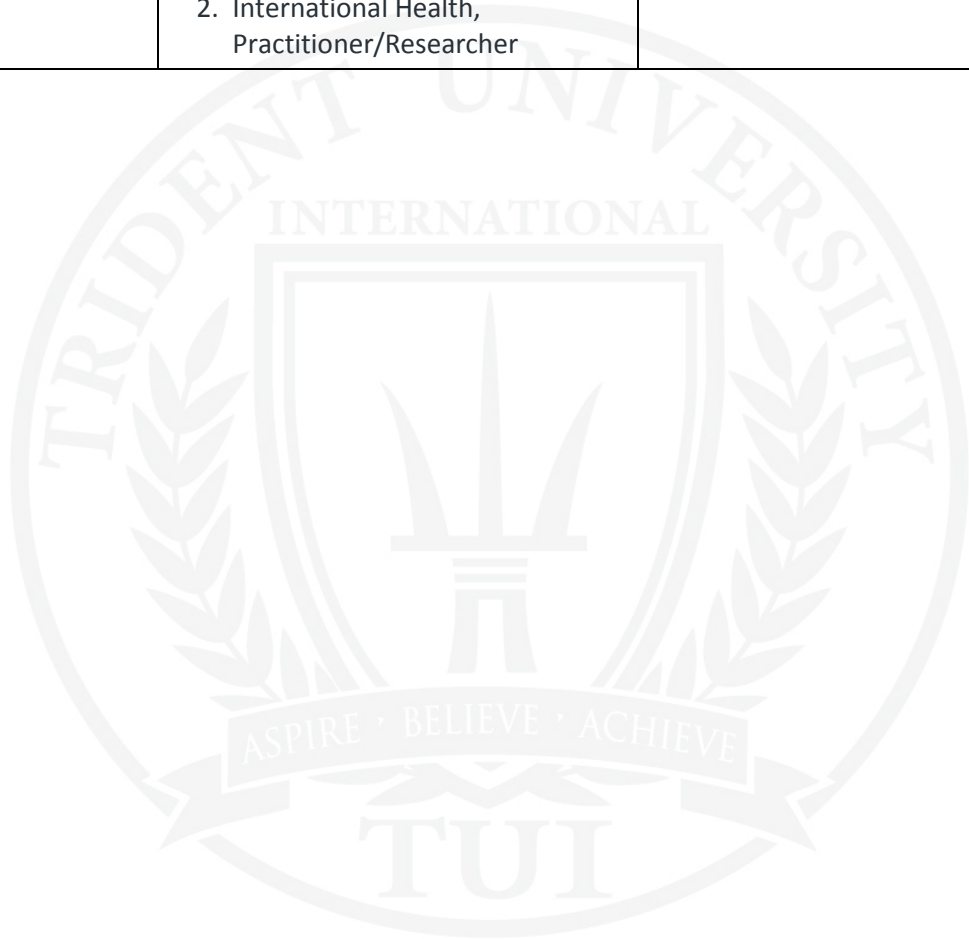 2. International Health,
Practitioner/Researcher
TRIDENT UNIVERSITY
INTERNATIONAL
ASPIRE · BELIEVE · ACHIEVE
TUI